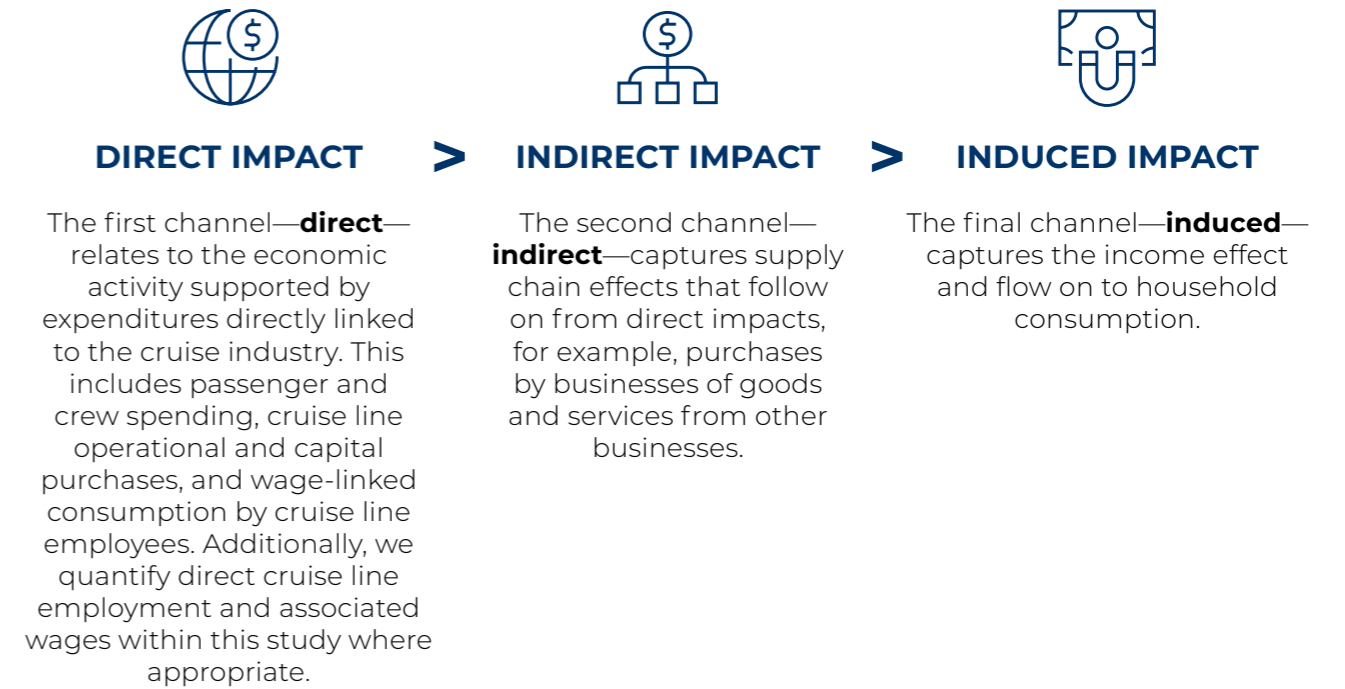 $
$
DIRECT IMPACT
>
INDIRECT IMPACT
>
INDUCED IMPACT
The first channel—direct—
relates to the economic
activity supported by
expenditures directly linked
to the cruise industry. This
includes passenger and
crew spending, cruise line
operational and capital
purchases, and wage-linked
consumption by cruise line
employees. Additionally, we
quantify direct cruise line
employment and associated
wages within this study where
appropriate.
The second channel—
indirect—captures supply
chain effects that follow
on from direct impacts,
for example, purchases
by businesses of goods
and services from other
businesses.
The final channel—induced—
captures the income effect
and flow on to household
consumption.